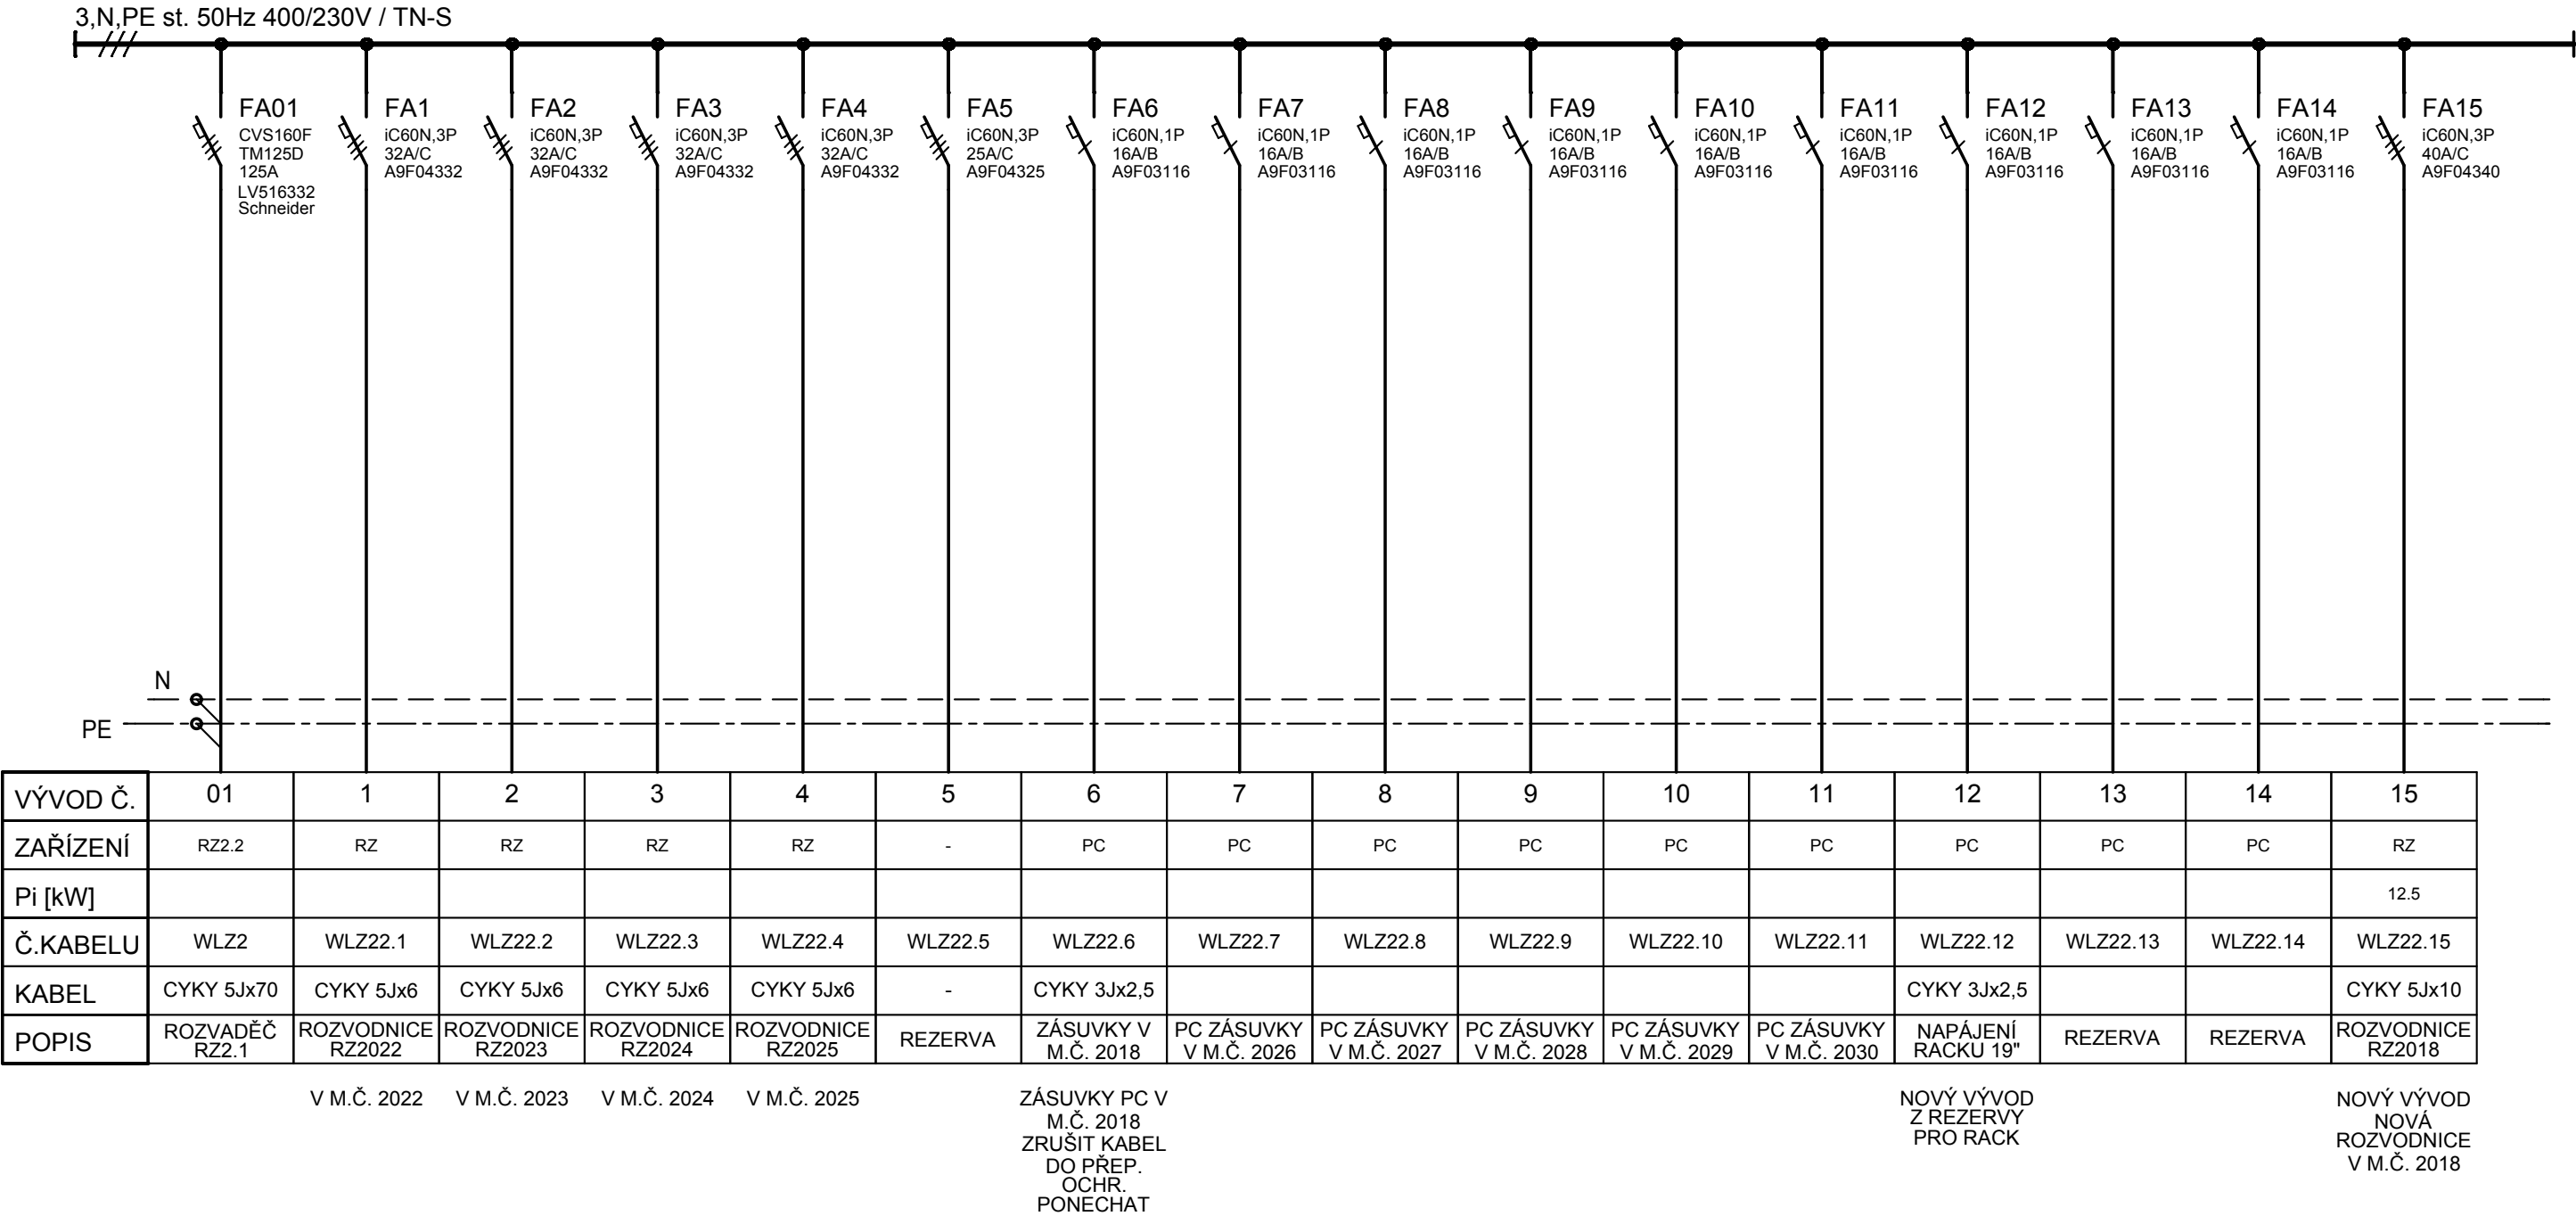 3,N,PE st. 50Hz 400/230V / TN-S
FA01
CVS160F
TM125D
125A
LV516332
Schneider
FA1
iC60N,3P
32A/C
A9F04332
FA2
iC60N,3P
32A/C
A9F04332
FA3
iC60N,3P
32A/C
A9F04332
FA4
iC60N,3P
32A/C
A9F04332
FA5
iC60N,3P
25A/C
A9F04325
FA6
iC60N,1P
16A/B
A9F03116
FA7
iC60N,1P
16A/B
A9F03116
FA8
iC60N,1P
16A/B
A9F03116
FA9
iC60N,1P
16A/B
A9F03116
FA10
iC60N,1P
16A/B
A9F03116
FA11
iC60N,1P
16A/B
A9F03116
FA12
iC60N,1P
16A/B
A9F03116
FA13
iC60N,1P
16A/B
A9F03116
FA14
iC60N,1P
16A/B
A9F03116
FA15
iC60N,3P
40A/C
A9F04340
N
PE
VÝVOD Č. 01 1 2 3 4 5 6 7 8 9 10 11 12 13 14 15
ZAŘÍZENÍ RZ2.2 RZ RZ RZ RZ - PC PC PC PC PC PC PC PC PC RZ
Pi [kW] 12.5
Č.KABELU WLZ2 WLZ22.1 WLZ22.2 WLZ22.3 WLZ22.4 WLZ22.5 WLZ22.6 WLZ22.7 WLZ22.8 WLZ22.9 WLZ22.10 WLZ22.11 WLZ22.12 WLZ22.13 WLZ22.14 WLZ22.15
KABEL CYKY 5Jx70 CYKY 5Jx6 CYKY 5Jx6 CYKY 5Jx6 CYKY 5Jx6 - CYKY 3Jx2,5 CYKY 3Jx2,5 CYKY 5Jx10
POPIS
ROZVADĚČ
RZ2.1
ROZVODNICE
RZ2022
ROZVODNICE
RZ2023
ROZVODNICE
RZ2024
ROZVODNICE
RZ2025
REZERVA
ZÁSUVKY V
M.Č. 2018
PC ZÁSUVKY
V M.Č. 2026
PC ZÁSUVKY
V M.Č. 2027
PC ZÁSUVKY
V M.Č. 2028
PC ZÁSUVKY
V M.Č. 2029
PC ZÁSUVKY
V M.Č. 2030
NAPÁJENÍ
RACKU 19"
REZERVA
REZERVA
ROZVODNICE
RZ2018
V M.Č. 2022
V M.Č. 2023
V M.Č. 2024
V M.Č. 2025
ZÁSUVKY PC V
M.Č. 2018
ZRUŠIT KABEL
DO PŘEP.
OCHR.
PONECHAT
NOVÝ VÝVOD
Z REZERVY
PRO RACK
NOVÝ VÝVOD
NOVÁ
ROZVODNICE
V M.Č. 2018